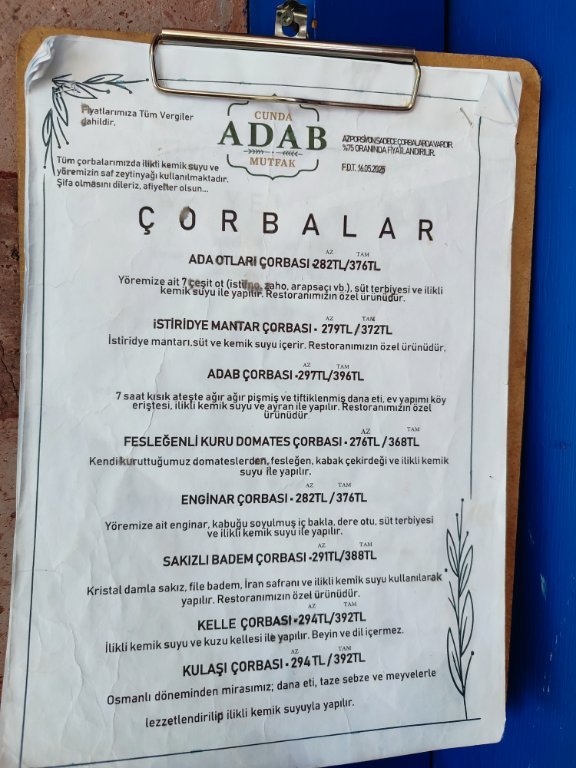 Fiyatlarımıza Tüm Vergiler
dahildir.
CUNDA
ADAB
MUTFAK
AZ PORSİYON SADECE ÇORBALARDA VARDIR
%75 ORANINDA FİYATLANDIRILIR.
F.D.T. 16.05.2025
Tüm çorbalarımızda ilikli kemik suyu ve
yöremizin saf zeytinyağı kullanılmaktadır.
Şifa olmasını dileriz, afiyetler olsun...
ÇORBALAR
AZ TAM
ADA OTLARI ÇORBASI -282TL/376TL
Yöremize ait 7 çeşit ot (istifno, zaho, arapsaçı vb.), süt terbiyesi ve ilikli
kemik suyu ile yapılır. Restoranımızın özel ürünüdür.
AZ TAM
İSTİRİDYE MANTAR ÇORBASI - 279TL/372TL
İstiridye mantarı,süt ve kemik suyu içerir. Restoranımızın özel ürünüdür.
AZ TAM
ADAB ÇORBASI -297TL/396TL
7 saat kısık ateşte ağır ağır pişmiş ve tiftiklenmiş dana eti, ev yapımı köy
eriştesi, ilikli kemik suyu ve ayran ile yapılır. Restoranımızın özel
ürünüdür
AZ TAM
FESLEĞENLİ KURU DOMATES ÇORBASI - 276TL / 368TL
Kendi kuruttuğumuz domateslerden, fesleğen, kabak çekirdeği ve ilikli kemik
suyu ile yapılır.
AZ TAM
ENGINAR ÇORBASI - 282TL / 376TL
Yöremize ait enginar, kabuğu soyulmuş iç bakla, dere otu, süt terbiyesi
ve ilikli kemik suyu ile yapılır.
AZ TAM
SAKIZLI BADEM ÇORBASI -291TL/388TL
Kristal damla sakız, file badem, İran safranı ve ilikli kemik suyu kullanılarak
yapılır. Restoranımızın özel ürünüdür.
AZ TAM
KELLE ÇORBASI -294TL/392TL
İlikli kemik suyu ve kuzu kellesi ile yapılır. Beyin ve dil içermez.
AZ TAM
KULAŞI ÇORBASI - 294 TL / 392TL
Osmanlı döneminden mirasımız; dana eti, taze sebze ve meyvelerle
lezzetlendirilip ilikli kemik suyuyla yapılır.